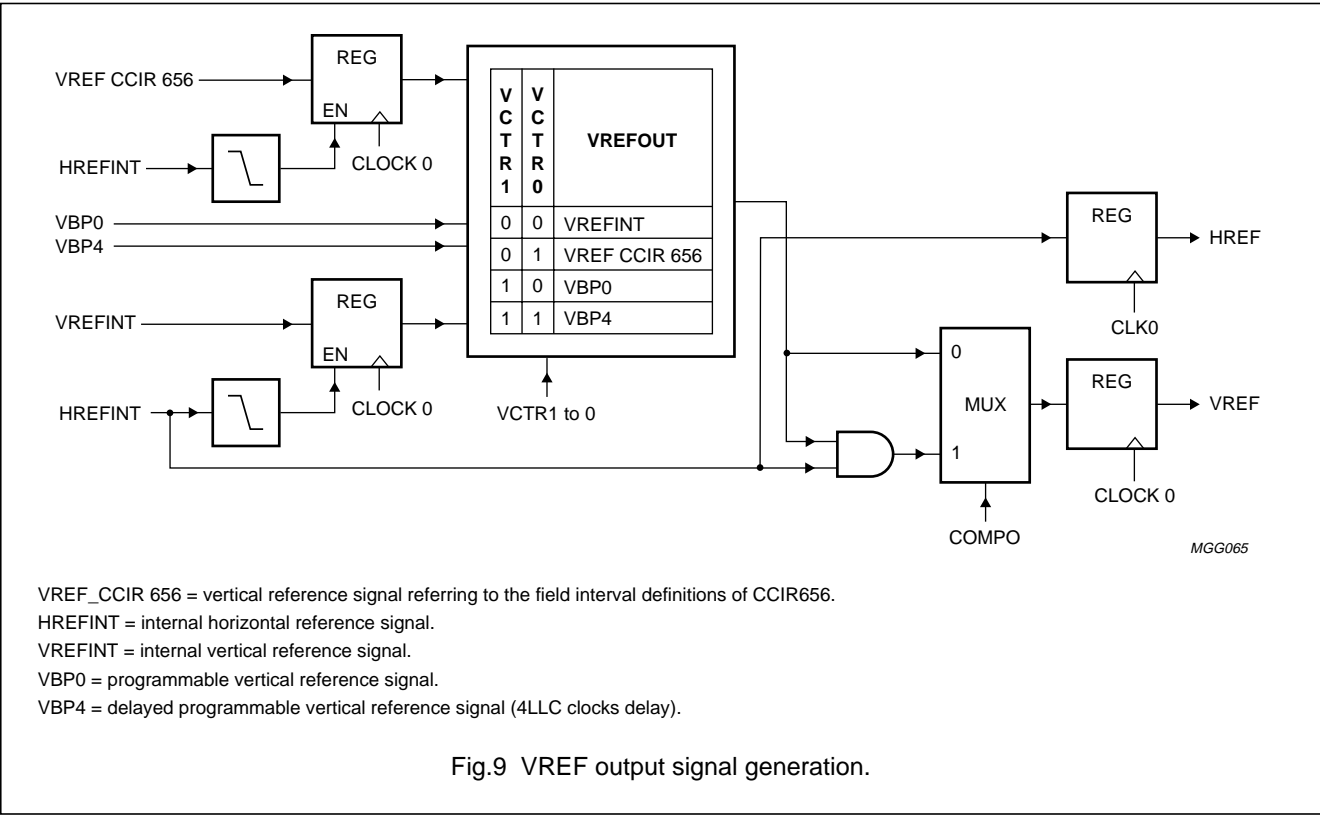 VREF CCIR 656
REG
EN
CLOCK 0
HREFINT
VBP0
VBP4
VREFINT
REG
EN
CLOCK 0
HREFINT
VCTR1 VCTR0 VREFOUT
0 0 VREFINT
0 1 VREF CCIR 656
1 0 VBP0
1 1 VBP4
VCTR1 to 0
REG
HREF
CLK0
0
MUX
1
COMPO
REG
VREF
CLOCK 0
MGG065
VREF_CCIR 656 = vertical reference signal referring to the field interval definitions of CCIR656.
HREFINT = internal horizontal reference signal.
VREFINT = internal vertical reference signal.
VBP0 = programmable vertical reference signal.
VBP4 = delayed programmable vertical reference signal (4LLC clocks delay).
Fig.9 VREF output signal generation.